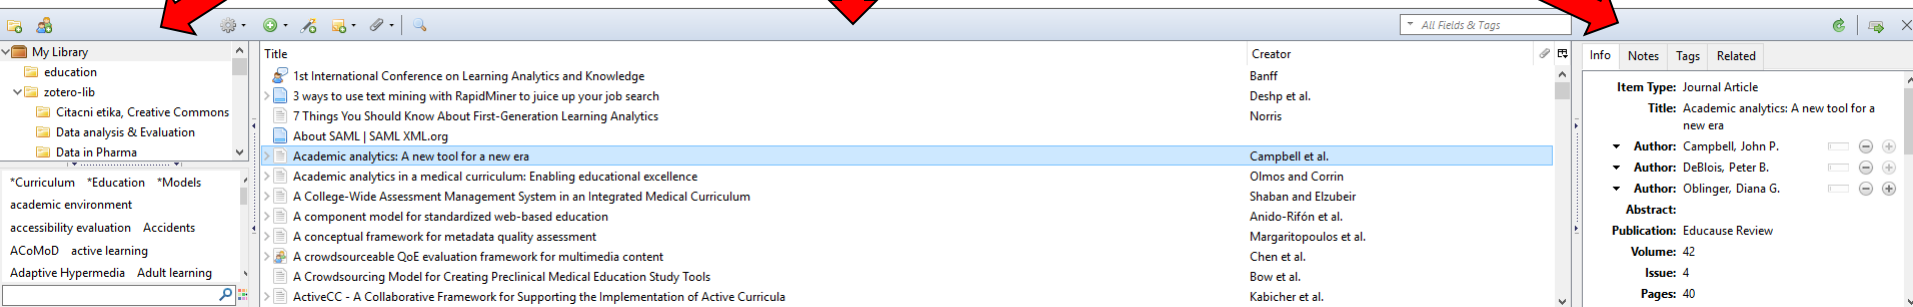 All Fields & Tags
My Library
education
zotero-lib
Citacni etika, Creative Commons
Data analysis & Evaluation
Data in Pharma
*Curriculum *Education *Models
academic environment
accessibility evaluation Accidents
ACoMoD active learning
Adaptive Hypermedia Adult learning
Title Creator
1st International Conference on Learning Analytics and Knowledge Banff
3 ways to use text mining with RapidMiner to juice up your job search Deshp et al.
7 Things You Should Know About First-Generation Learning Analytics Norris
About SAML | SAML XML.org
Academic analytics: A new tool for a new era Campbell et al.
Academic analytics in a medical curriculum: Enabling educational excellence Olmos and Corrin
A College-Wide Assessment Management System in an Integrated Medical Curriculum Shaban and Elzubeir
A component model for standardized web-based education Anido-Rifón et al.
A conceptual framework for metadata quality assessment Margaritopoulos et al.
A crowdsourceable QoE evaluation framework for multimedia content Chen et al.
A Crowdsourcing Model for Creating Preclinical Medical Education Study Tools Bow et al.
ActiveCC - A Collaborative Framework for Supporting the Implementation of Active Curricula Kabicher et al.
Info Notes Tags Related
Item Type: Journal Article
Title: Academic analytics: A new tool for a
new era
Author: Campbell, John P.
Author: DeBlois, Peter B.
Author: Oblinger, Diana G.
Abstract:
Publication: Educause Review
Volume: 42
Issue: 4
Pages: 40